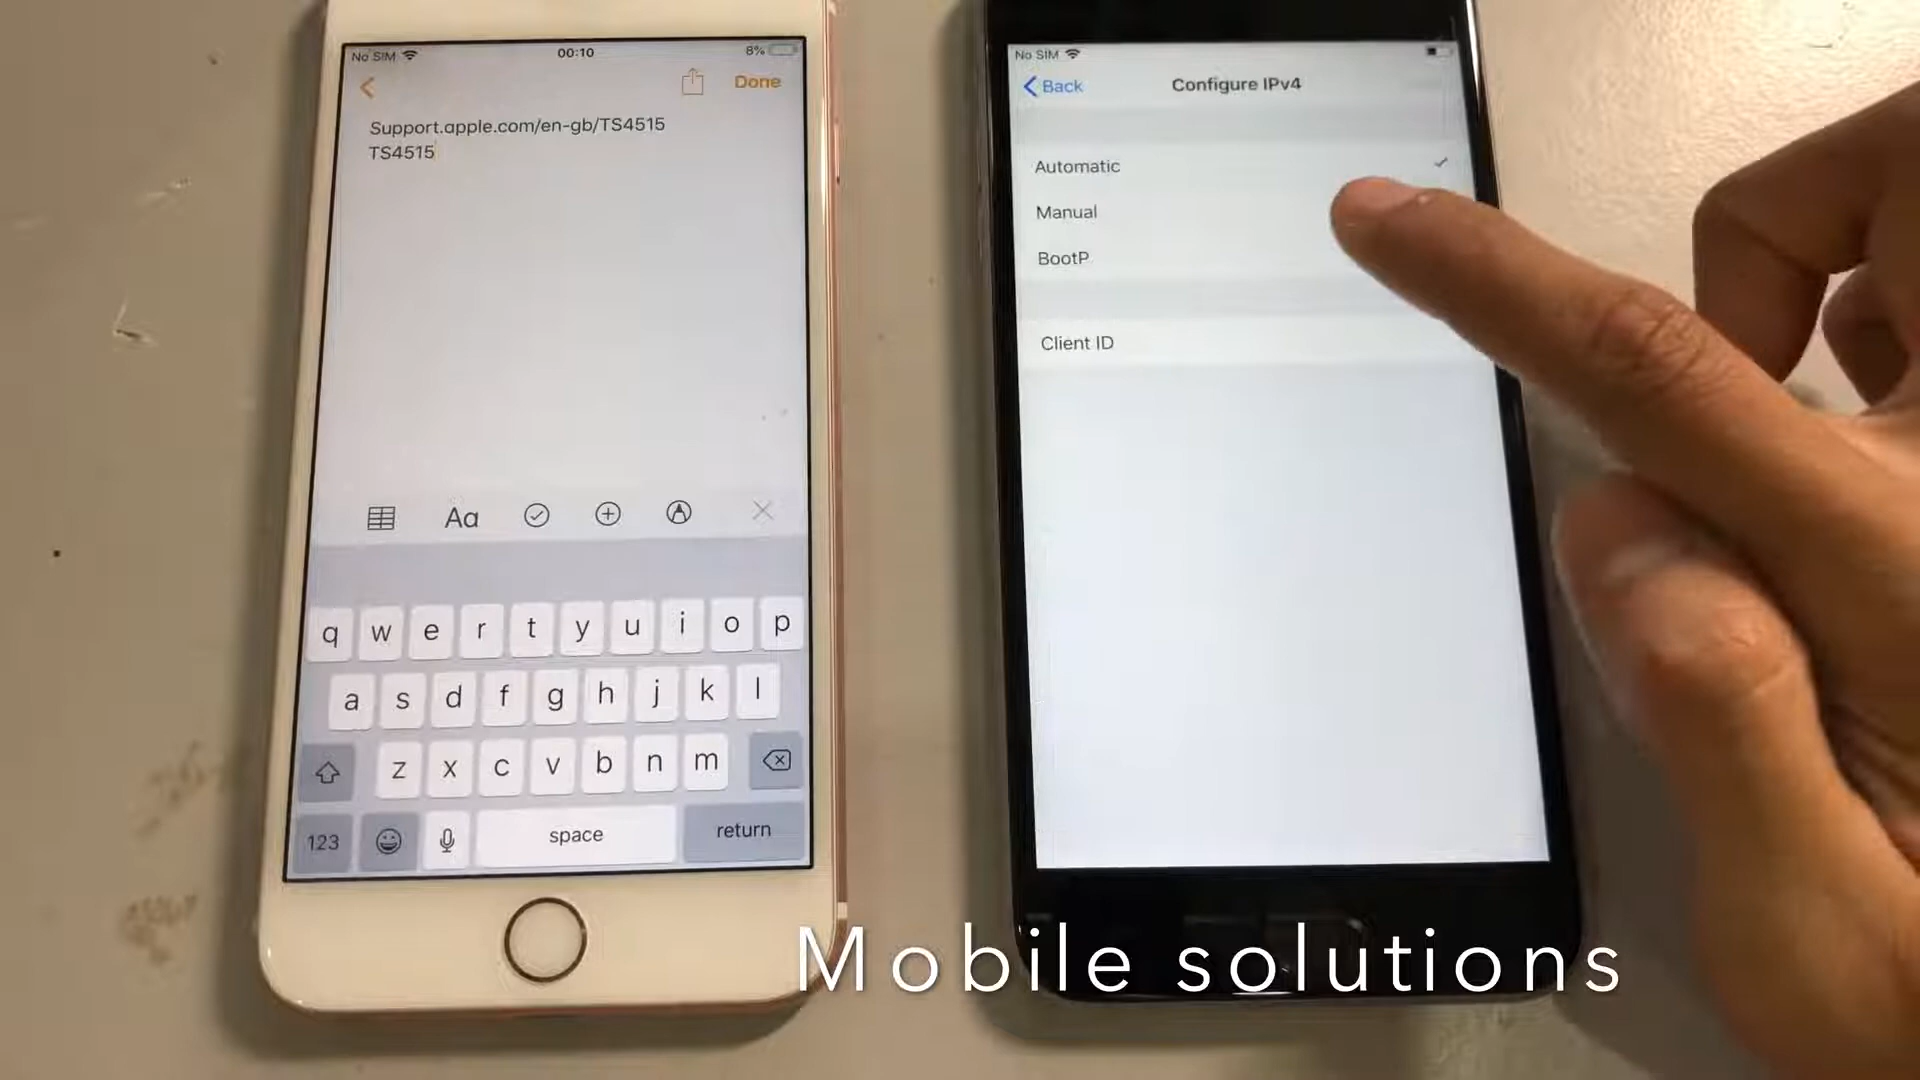 No SIM 00:10 8%
Done
Support.apple.com/en-gb/TS4515
TS4515
Aa
q w e r t y u i o p
a s d f g h j k l
z x c v b n m
123 space return
No SIM
Back Configure IPv4
Automatic
Manual
BootP
Client ID
Mobile solutions